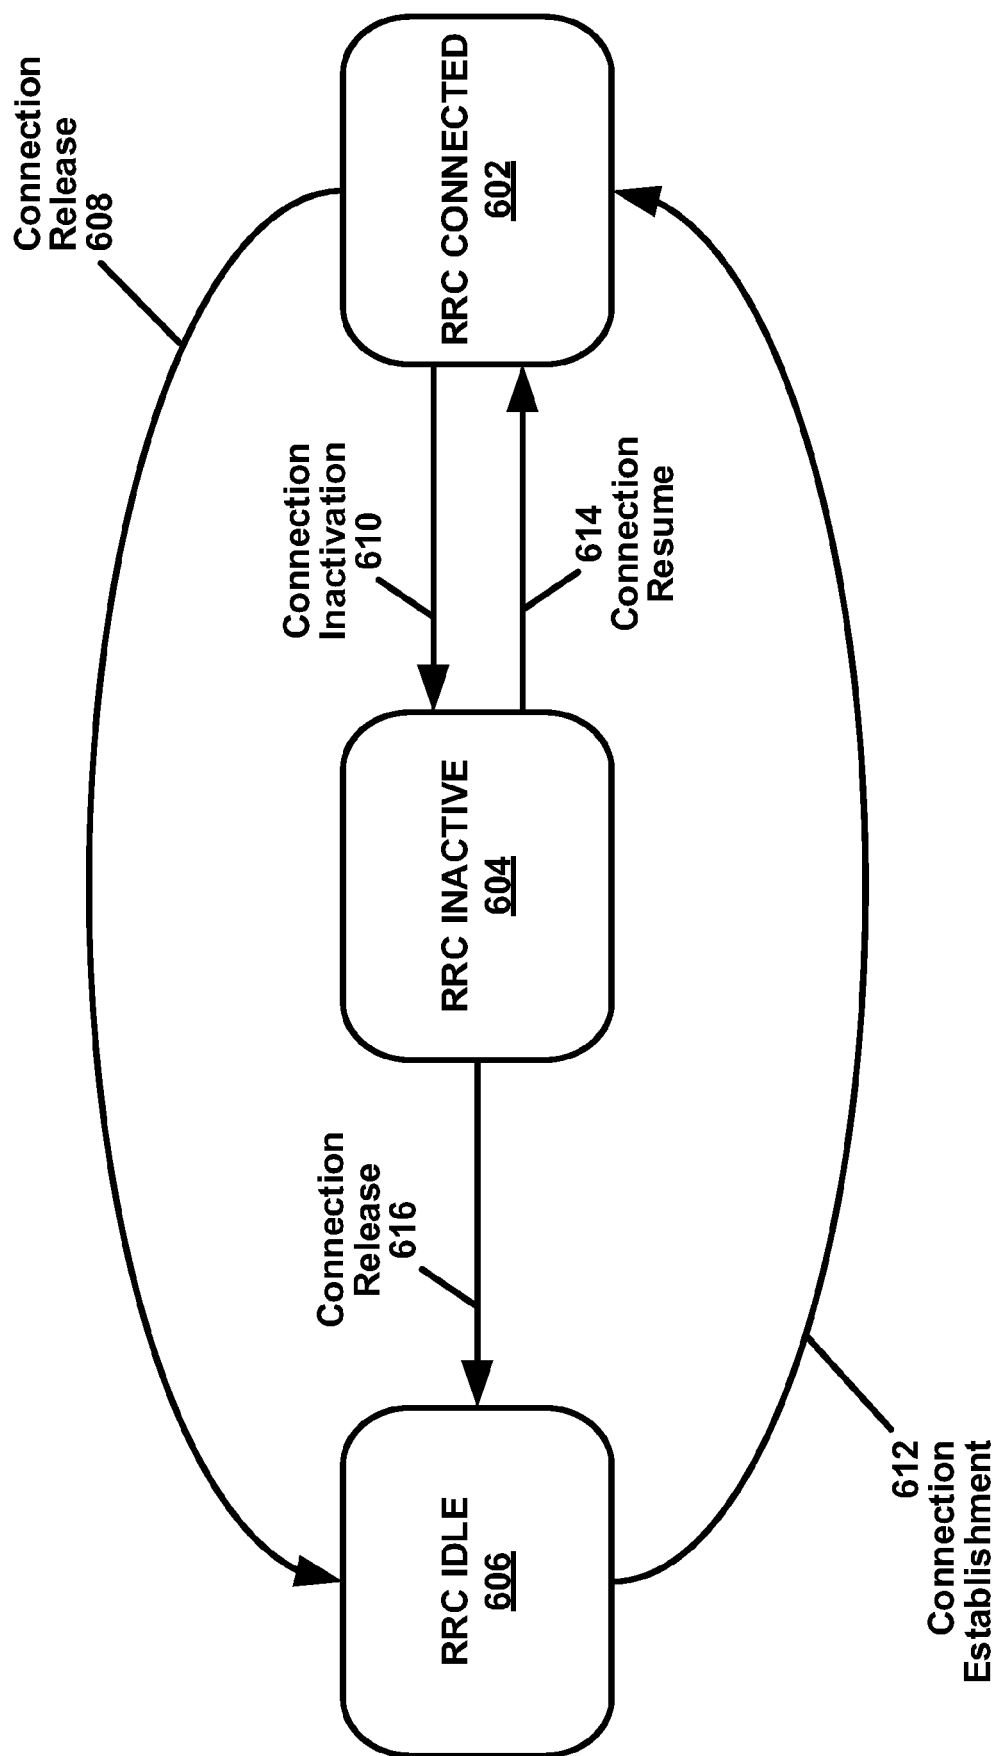 Connection
Release
608
RRC IDLE
606
Connection
Release
616
RRC INACTIVE
604
Connection
Inactivation
610
614
Connection
Resume
RRC CONNECTED
602
612
Connection
Establishment